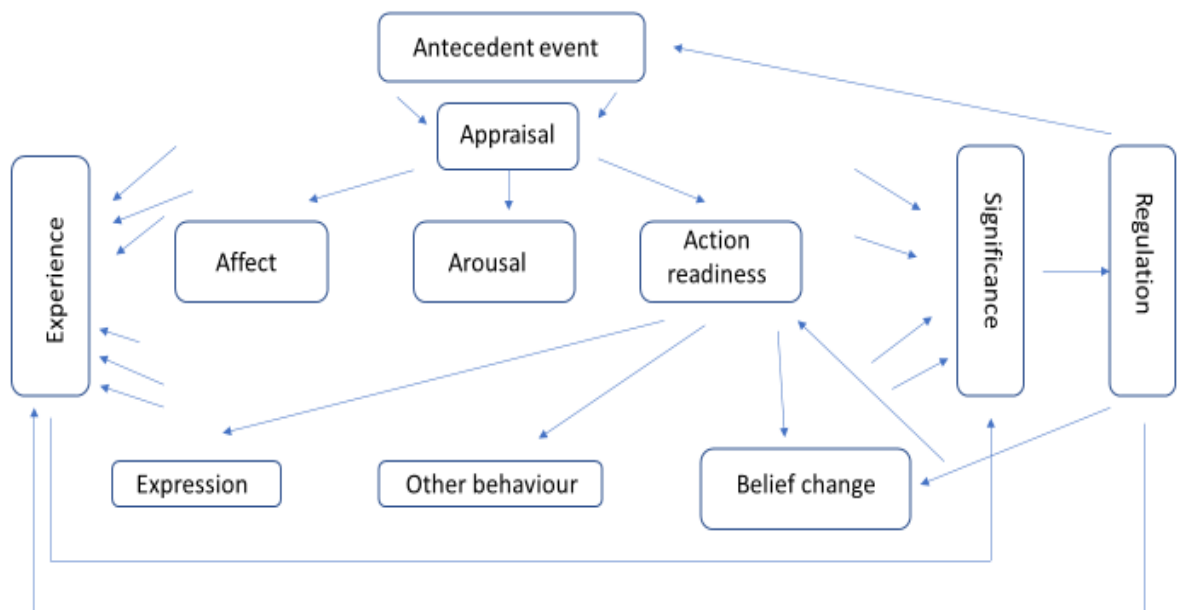 Antecedent event
Appraisal
Experience
Affect
Arousal
Action
readiness
Significance
Regulation
Expression
Other behaviour
Belief change